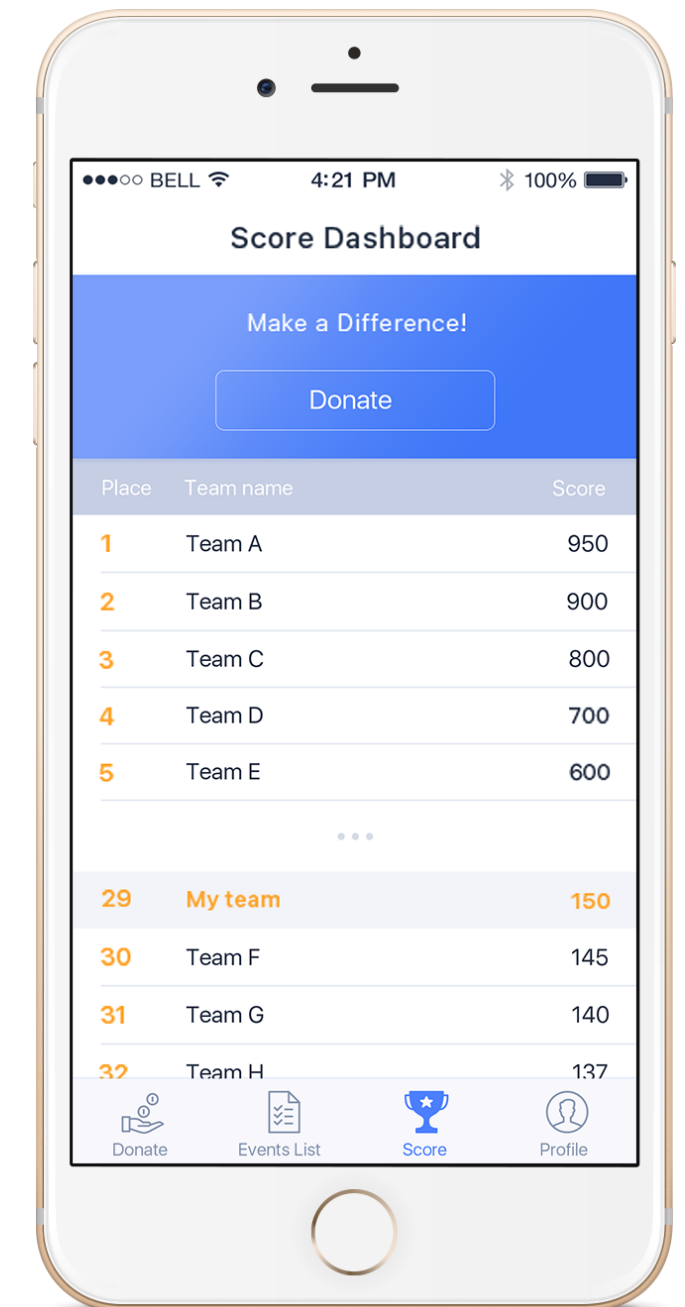 BELL 4:21 PM 100%
Score Dashboard
Make a Difference!
Donate
Place Team name Score
1 Team A 950
2 Team B 900
3 Team C 800
4 Team D 700
5 Team E 600
29 My team 150
30 Team F 145
31 Team G 140
32 Team H 137
Donate Events List Score Profile